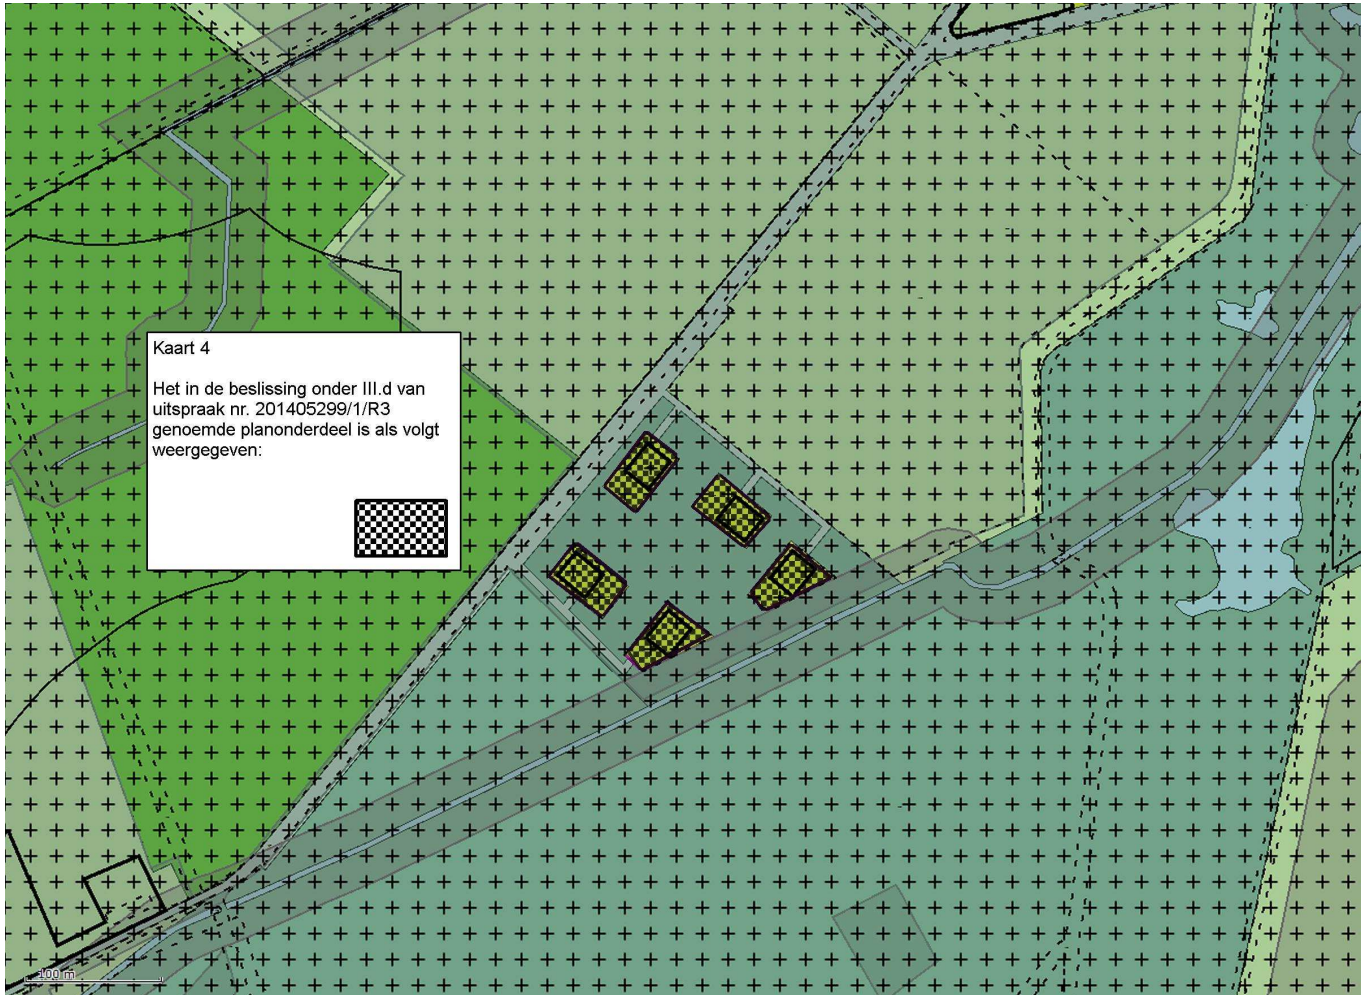 Kaart 4
Het in de beslissing onder III.d van
uitspraak nr. 201405299/1/R3
genoemde planonderdeel is als volgt
weergegeven:
100 m